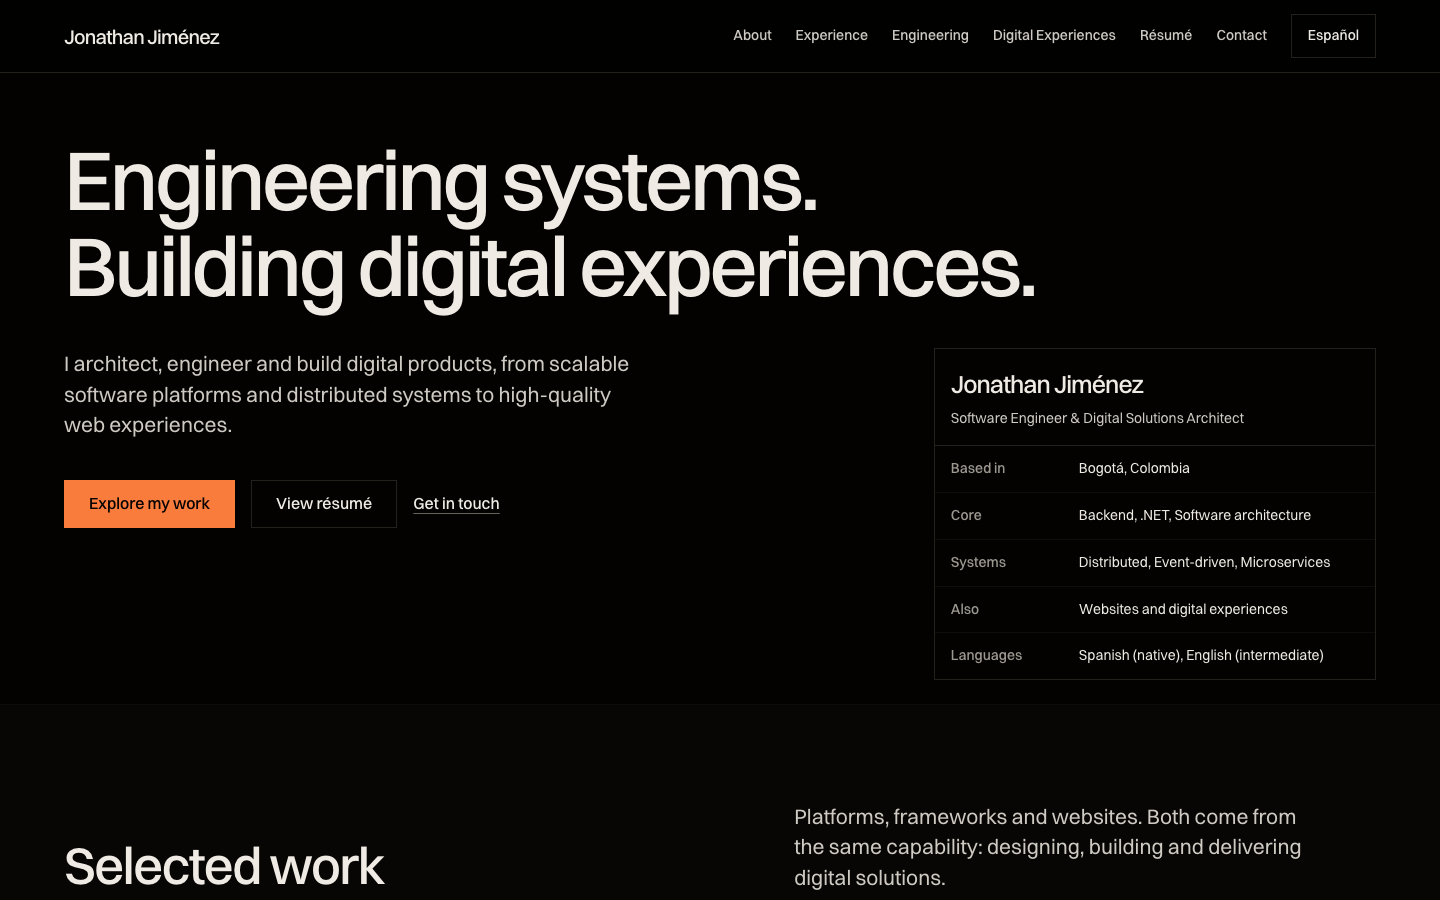 Jonathan Jiménez
About
Experience
Engineering
Digital Experiences
Résumé
Contact
Español
Engineering systems.
Building digital experiences.
I architect, engineer and build digital products, from scalable
software platforms and distributed systems to high-quality
web experiences.
Explore my work
View résumé
Get in touch
Jonathan Jiménez
Software Engineer & Digital Solutions Architect
Based in Bogotá, Colombia
Core Backend, .NET, Software architecture
Systems Distributed, Event-driven, Microservices
Also Websites and digital experiences
Languages Spanish (native), English (intermediate)
Selected work
Platforms, frameworks and websites. Both come from
the same capability: designing, building and delivering
digital solutions.